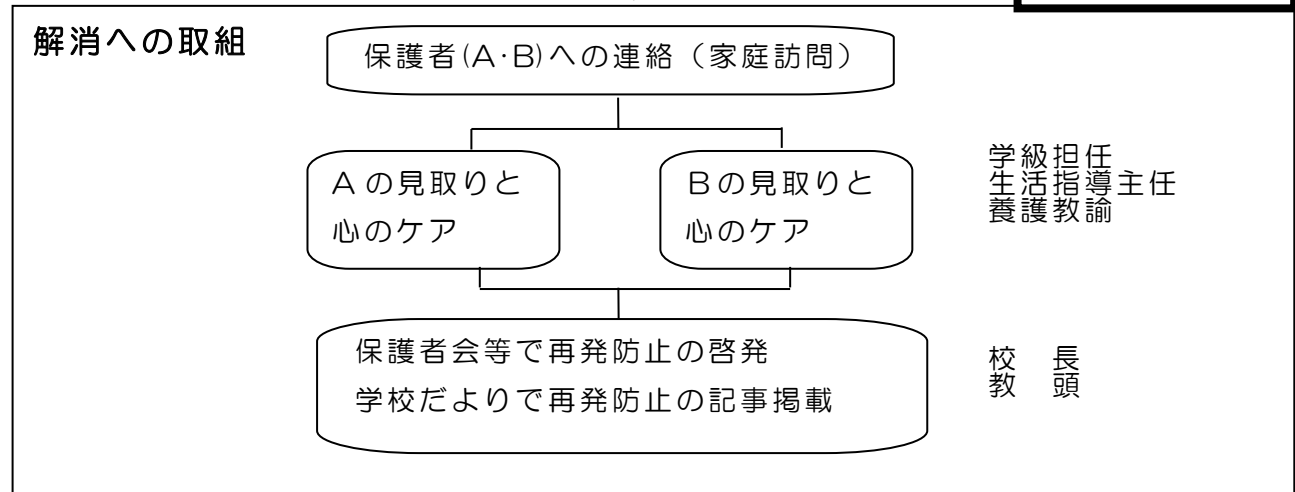 解消への取組
保護者(A・B)への連絡（家庭訪問）
Aの見取りと
心のケア
Bの見取りと
心のケア
学級担任
生活指導主任
養護教諭
保護者会等で再発防止の啓発
学校だよりで再発防止の記事掲載
校　長
教　頭